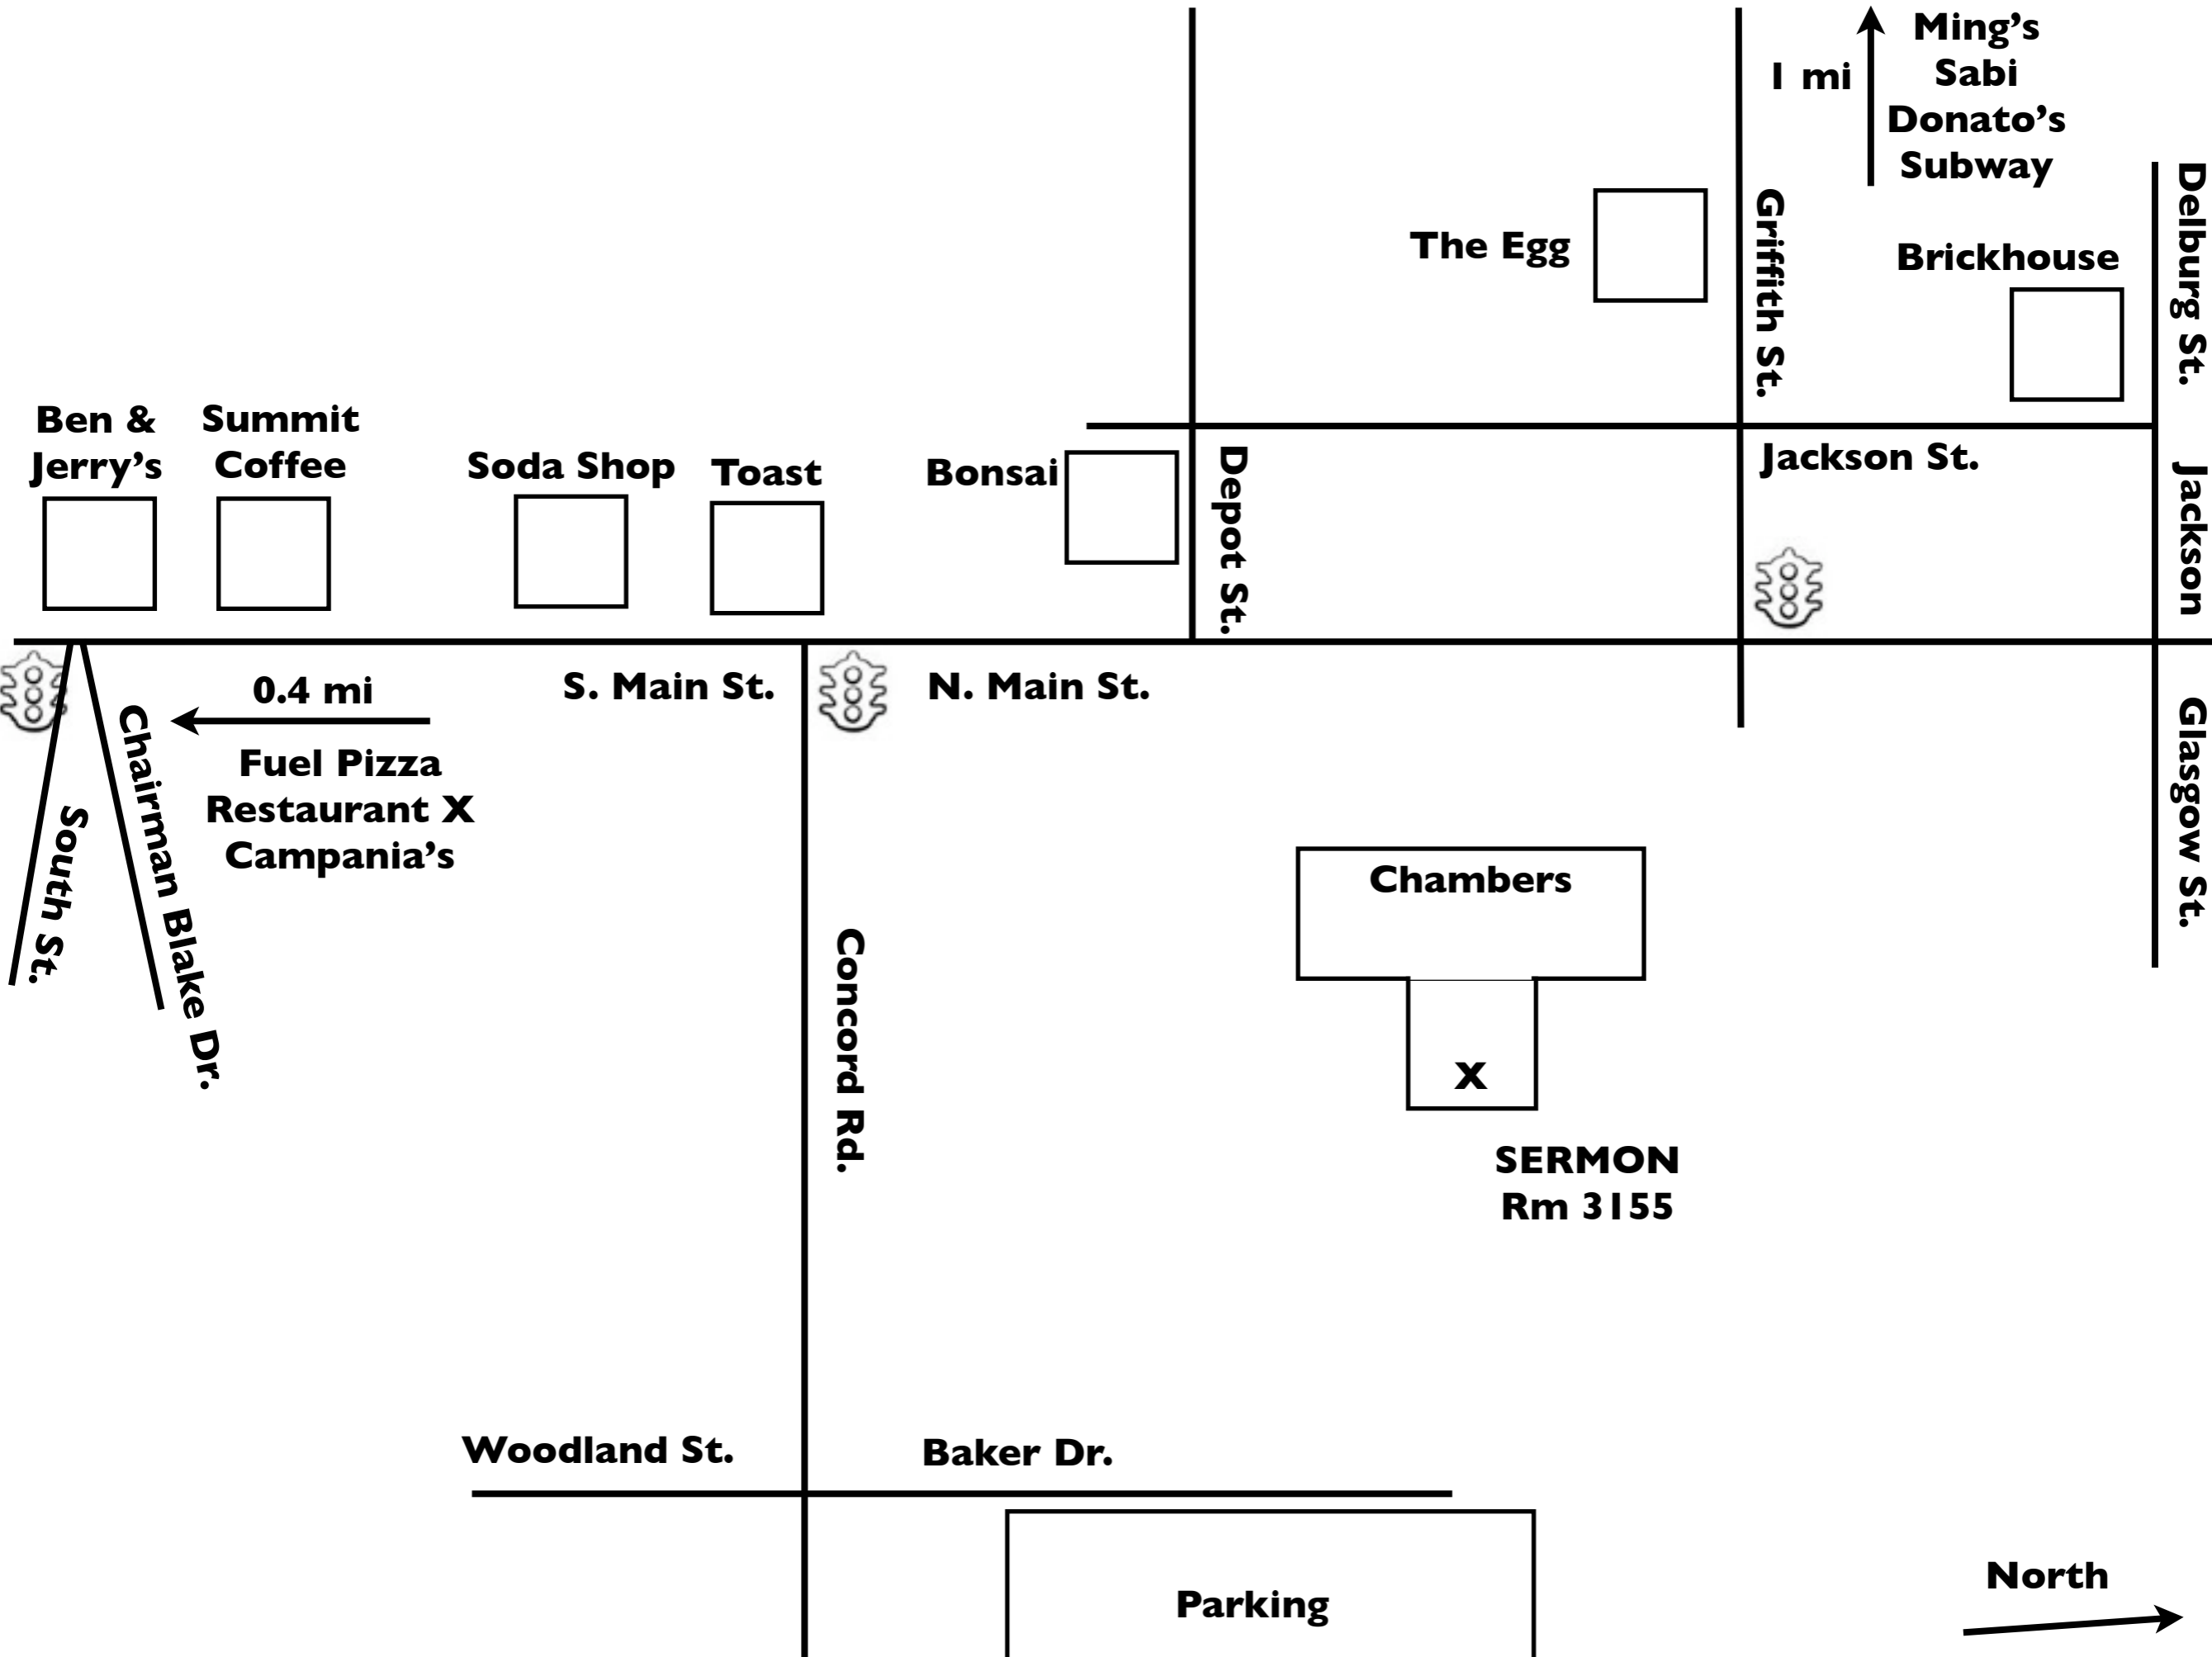 Ming’s
1 mi
Sabi
Donato’s
Subway
Delburg St.
Griffith St.
The Egg
Brickhouse
Ben &
Jerry’s
Summit
Coffee
Soda Shop
Toast
Bonsai
Depot St.
Jackson St.
Jackson
0.4 mi
S. Main St.
N. Main St.
Fuel Pizza
Restaurant X
Campania’s
South St.
Chairman Blake Dr.
Glasgow St.
Chambers
Concord Rd.
X
SERMON
Rm 3155
Woodland St.
Baker Dr.
Parking
North